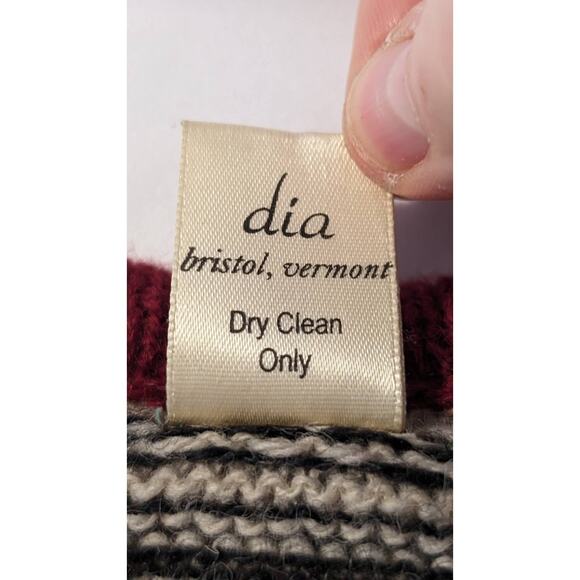 dia
bristol, vermont
Dry Clean
Only